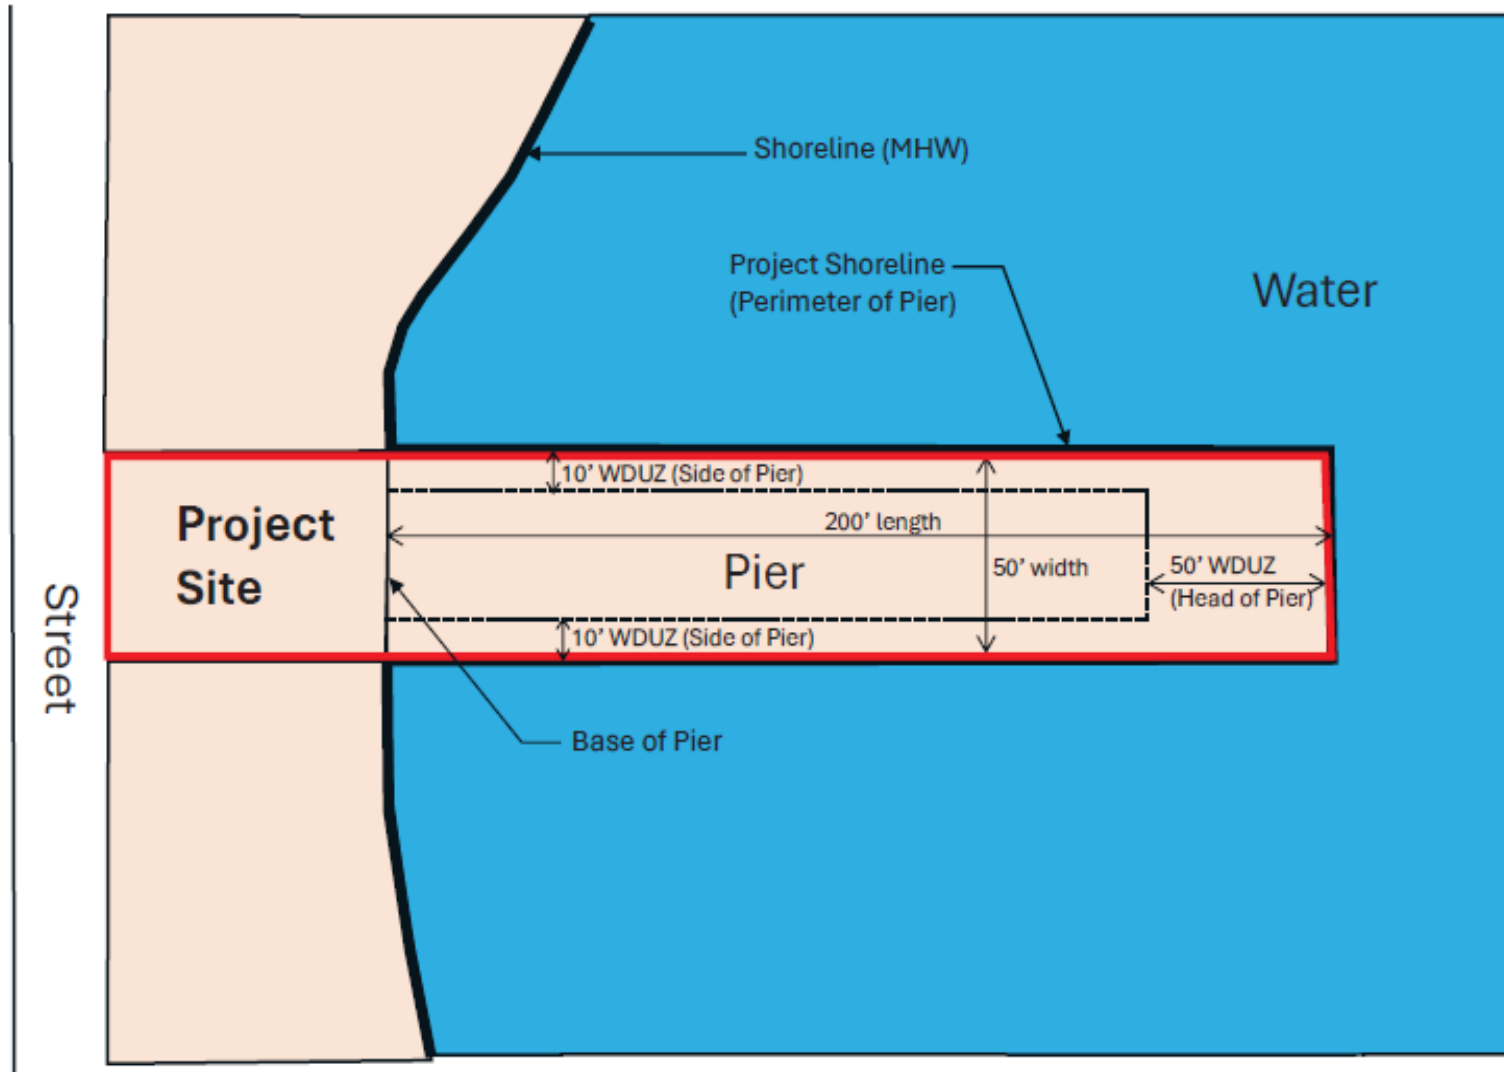 Shoreline (MHW)
Project Shoreline
(Perimeter of Pier)
Water
10' WDUZ (Side of Pier)
Project
Site
200' length
Pier
50' width
50' WDUZ
(Head of Pier)
10' WDUZ (Side of Pier)
Street
Base of Pier